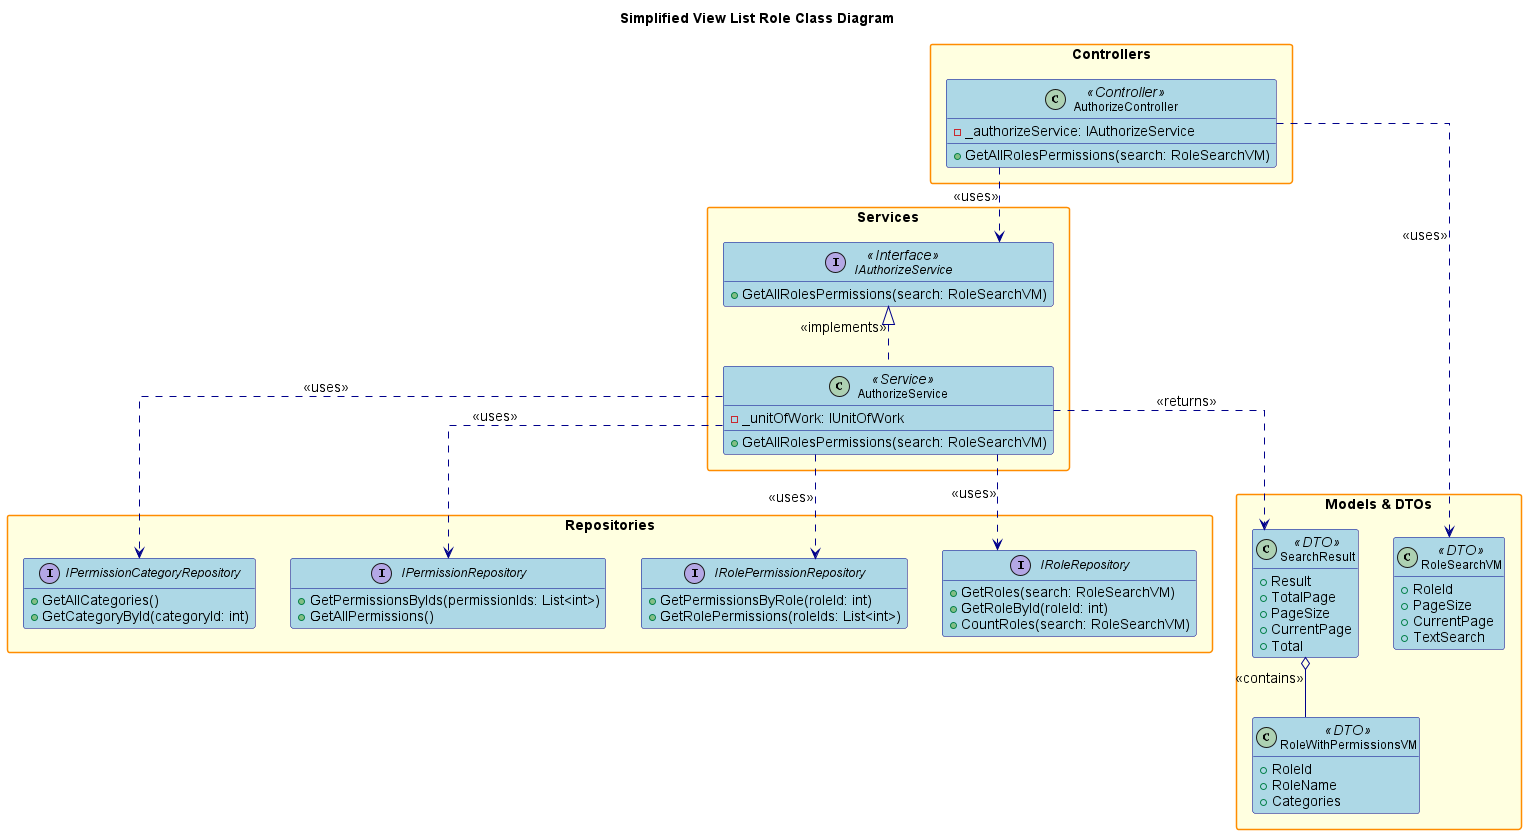 Simplified View List Role Class Diagram
Controllers
C
«Controller»
AuthorizeController
_authorizeService: IAuthorizeService
GetAllRolesPermissions(search: RoleSearchVM)
«uses»
«uses»
Services
I
«Interface»
IAuthorizeService
GetAllRolesPermissions(search: RoleSearchVM)
«implements»
C
«Service»
AuthorizeService
_unitOfWork: IUnitOfWork
GetAllRolesPermissions(search: RoleSearchVM)
«uses»
«uses»
«uses»
«uses»
«returns»
Repositories
I
IPermissionCategoryRepository
GetAllCategories()
GetCategoryById(categoryId: int)
I
IPermissionRepository
GetPermissionsByIds(permissionIds: List<int>)
GetAllPermissions()
I
IRolePermissionRepository
GetPermissionsByRole(roleId: int)
GetRolePermissions(roleIds: List<int>)
I
IRoleRepository
GetRoles(search: RoleSearchVM)
GetRoleById(roleId: int)
CountRoles(search: RoleSearchVM)
Models & DTOs
C
«DTO»
SearchResult
Result
TotalPage
PageSize
CurrentPage
Total
C
«DTO»
RoleSearchVM
RoleId
PageSize
CurrentPage
TextSearch
«contains»
C
«DTO»
RoleWithPermissionsVM
RoleId
RoleName
Categories